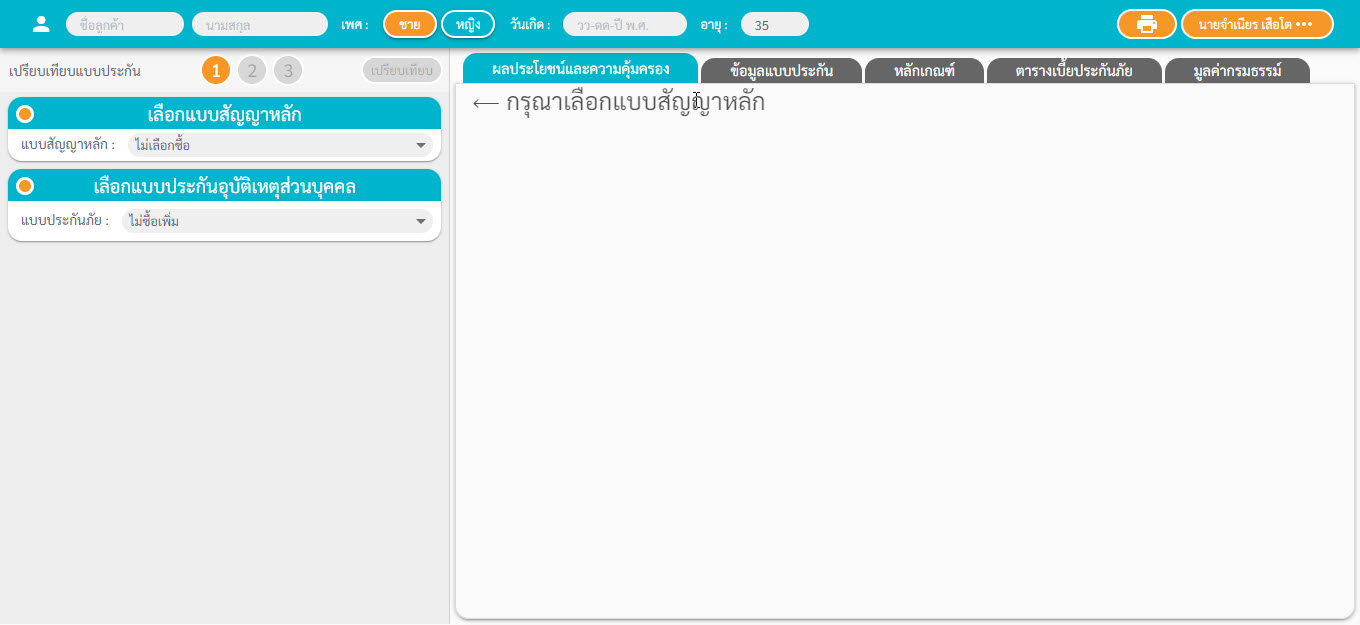 ชื่อลูกค้า นามสกุล เพศ : ชาย หญิง วันเกิด : วว-ดด-ปี พ.ศ. อายุ : 35 นายจำเนียร เสือโต •••
เปรียบเทียบแบบประกัน 1 2 3 เปรียบเทียบ
ผลประโยชน์และความคุ้มครอง ข้อมูลแบบประกัน หลักเกณฑ์ ตารางเบี้ยประกันภัย มูลค่ากรมธรรม์
เลือกแบบสัญญาหลัก
แบบสัญญาหลัก : ไม่เลือกซื้อ
เลือกแบบประกันอุบัติเหตุส่วนบุคคล
แบบประกันภัย : ไม่ซื้อเพิ่ม
⟵ กรุณาเลือกแบบสัญญาหลัก